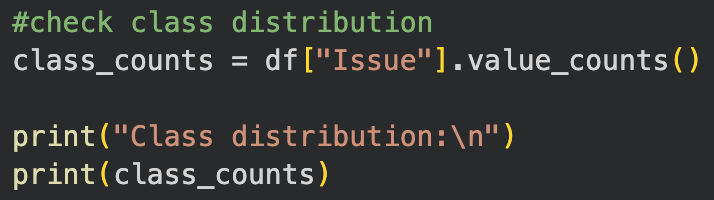 #check class distribution
class_counts = df["Issue"].value_counts()
print("Class distribution:\n")
print(class_counts)